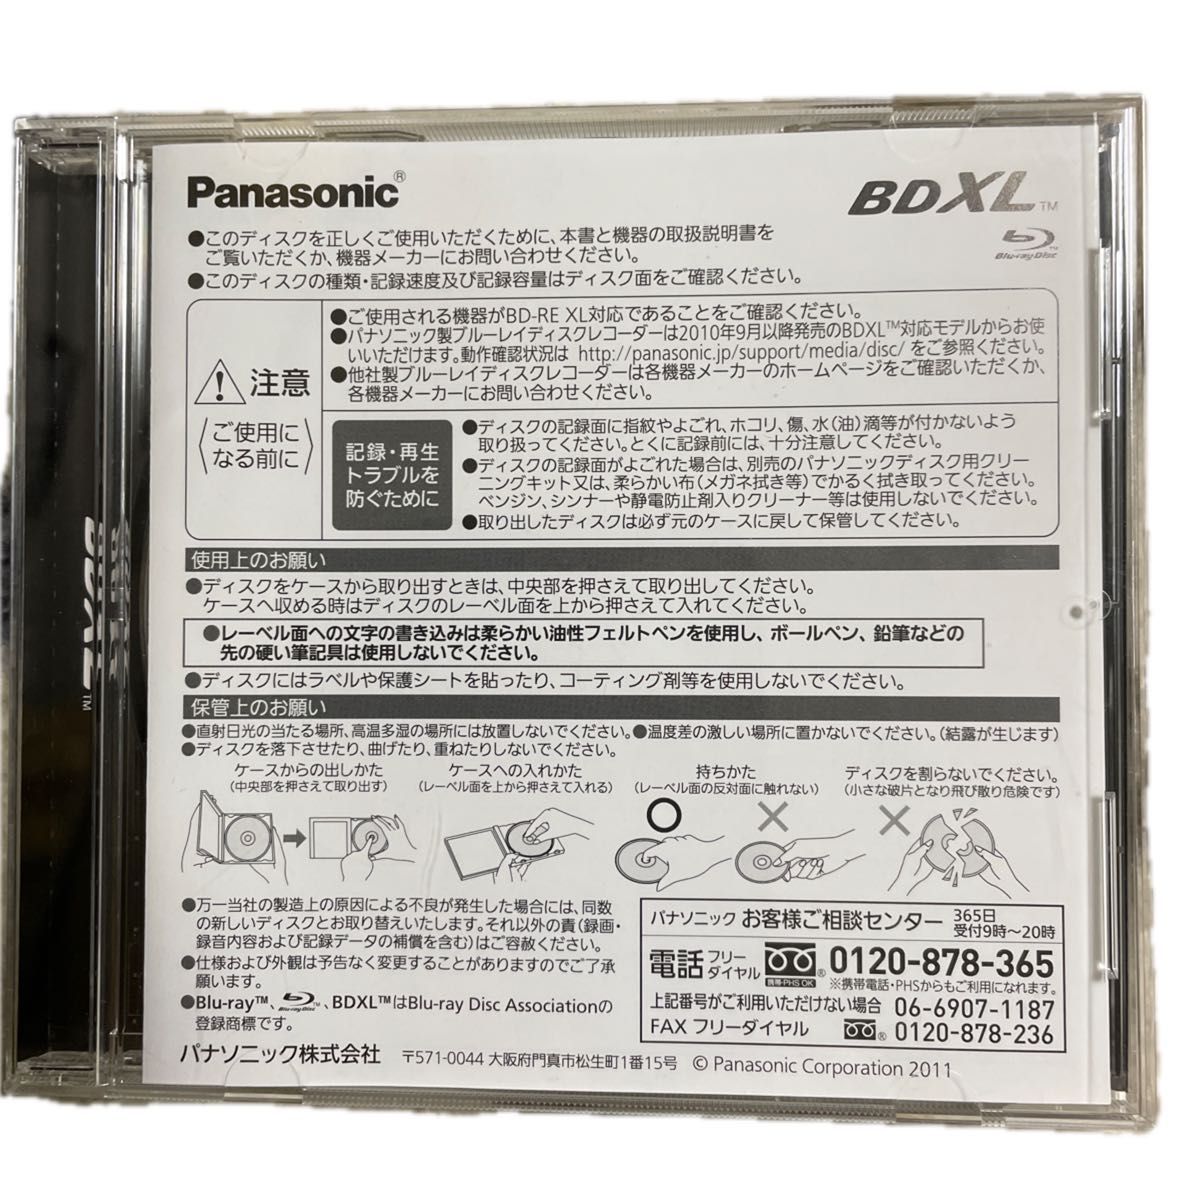 Panasonic®
BDXL™
Blu-ray Disc™
●このディスクを正しくご使用いただくために、本書と機器の取扱説明書を
ご覧いただくか、機器メーカーにお問い合わせください。
●このディスクの種類・記録速度及び記録容量はディスク面をご確認ください。
注意
ご使用に
なる前に
●ご使用される機器がBD-RE XL対応であることをご確認ください。
●パナソニック製ブルーレイディスクレコーダーは2010年9月以降発売のBDXL™対応モデルからお使
いいただけます。動作確認状況は http://panasonic.jp/support/media/disc/ をご参照ください。
●他社製ブルーレイディスクレコーダーは各機器メーカーのホームページをご確認いただくか、
各機器メーカーにお問い合わせください。
記録・再生
トラブルを
防ぐために
●ディスクの記録面に指紋やよごれ、ホコリ、傷、水(油)滴等が付かないよう
取り扱ってください。とくに記録前には、十分注意してください。
●ディスクの記録面がよごれた場合は、別売のパナソニックディスク用クリー
ニングキット又は、柔らかい布(メガネ拭き等)でかるく拭き取ってください。
ベンジン、シンナーや静電防止剤入りクリーナー等は使用しないでください。
●取り出したディスクは必ず元のケースに戻して保管してください。
使用上のお願い
●ディスクをケースから取り出すときは、中央部を押さえて取り出してください。
ケースへ収める時はディスクのレーベル面を上から押さえて入れてください。
●レーベル面への文字の書き込みは柔らかい油性フェルトペンを使用し、ボールペン、鉛筆などの
先の硬い筆記具は使用しないでください。
●ディスクにはラベルや保護シートを貼ったり、コーティング剤等を使用しないでください。
保管上のお願い
●直射日光の当たる場所、高温多湿の場所には放置しないでください。●温度差の激しい場所に置かないでください。(結露が生じます)
●ディスクを落下させたり、曲げたり、重ねたりしないでください。
ケースからの出しかた
(中央部を押さえて取り出す)
ケースへの入れかた
(レーベル面を上から押さえて入れる)
持ちかた
(レーベル面の反対面に触れない)
ディスクを割らないでください。
(小さな破片となり飛び散り危険です)
●万一当社の製造上の原因による不良が発生した場合には、同数
の新しいディスクとお取り替えいたします。それ以外の責(録画・
録音内容および記録データの補償を含む)はご容赦ください。
●仕様および外観は予告なく変更することがありますのでご了承
願います。
●Blu-ray™、Blu-ray Disc™、BDXL™はBlu-ray Disc Associationの
登録商標です。
パナソニック お客様ご相談センター 365日 受付9時～20時
電話 フリーダイヤル 携帯・PHS OK ® 0120-878-365
※携帯電話・PHSからもご利用になれます。
上記番号がご利用いただけない場合 06-6907-1187
FAX フリーダイヤル ® 0120-878-236
パナソニック株式会社 〒571-0044 大阪府門真市松生町1番15号 © Panasonic Corporation 2011
BDXL™